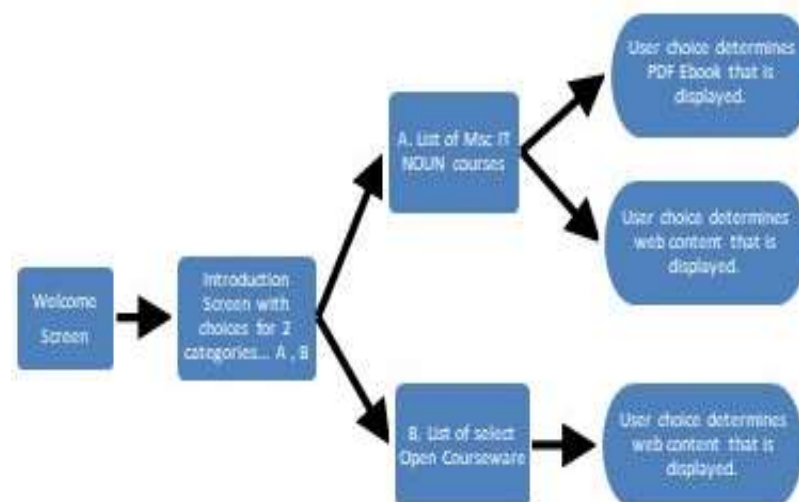 Welcome
Screen
Introduction
Screen with
choices for 2
categories... A , B
A. List of Msc IT
NOUN courses
User choice determines
PDF Ebook that is
displayed.
User choice determines
web content that is
displayed.
B. List of select
Open Courseware
User choice determines
web content that is
displayed.